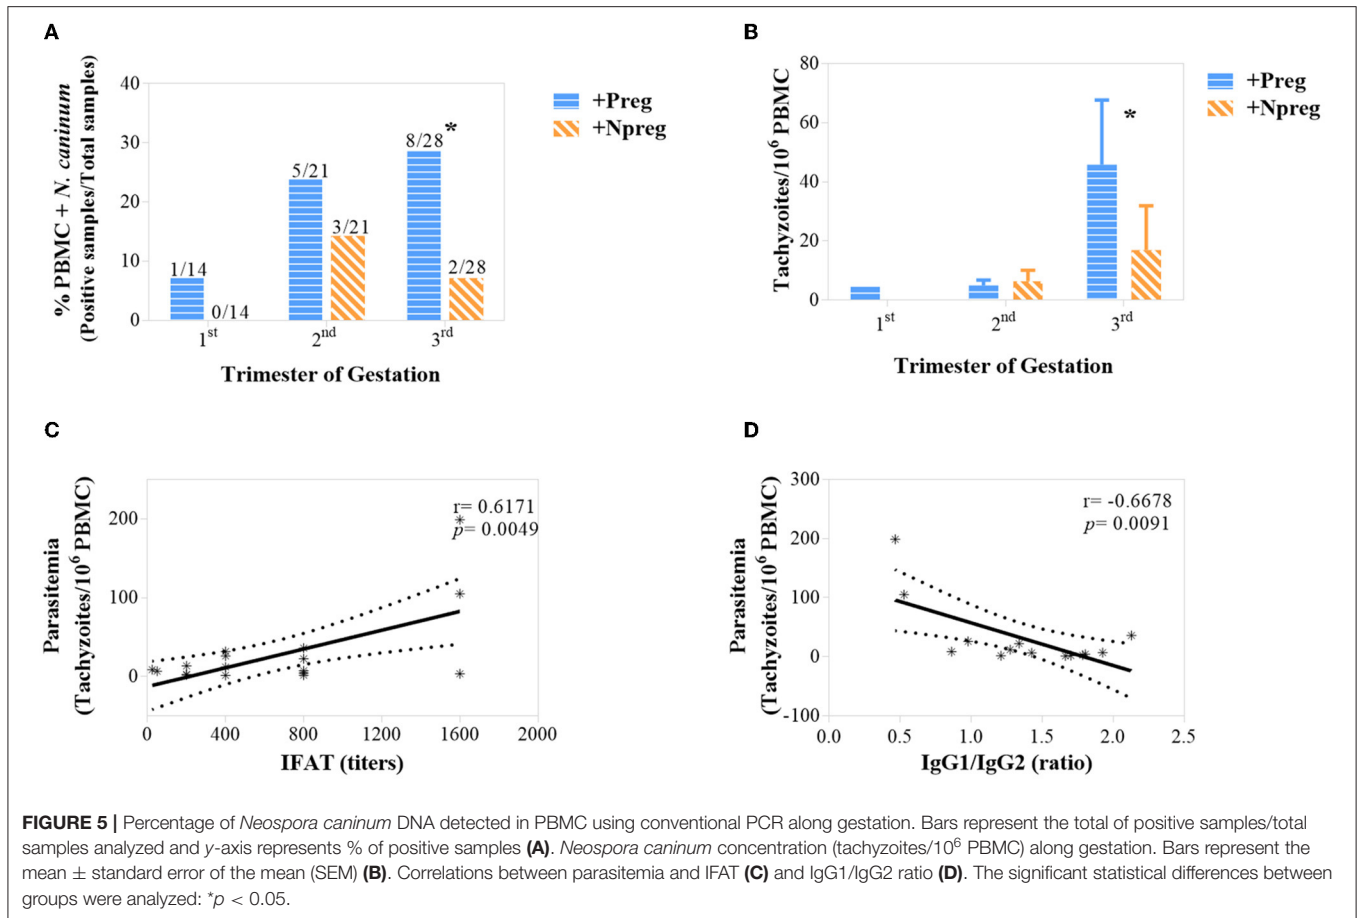 A
% PBMC + N. caninum
(Positive samples/Total samples)
40
30
20
10
0
1/14
0/14
5/21
3/21
8/28
*
2/28
1st
2nd
3rd
Trimester of Gestation
+Preg
+Npreg
B
Tachyzoites/10⁶ PBMC
80
60
40
20
0
*
1st
2nd
3rd
Trimester of Gestation
+Preg
+Npreg
C
Parasitemia
(Tachyzoites/10⁶ PBMC)
200
100
0
r= 0.6171
p= 0.0049
0
400
800
1200
1600
2000
IFAT (titers)
D
Parasitemia
(Tachyzoites/10⁶ PBMC)
300
200
100
0
-100
r= -0.6678
p= 0.0091
0.0
0.5
1.0
1.5
2.0
2.5
IgG1/IgG2 (ratio)
FIGURE 5 | Percentage of Neospora caninum DNA detected in PBMC using conventional PCR along gestation. Bars represent the total of positive samples/total
samples analyzed and y-axis represents % of positive samples (A). Neospora caninum concentration (tachyzoites/10⁶ PBMC) along gestation. Bars represent the
mean ± standard error of the mean (SEM) (B). Correlations between parasitemia and IFAT (C) and IgG1/IgG2 ratio (D). The significant statistical differences between
groups were analyzed: *p < 0.05.